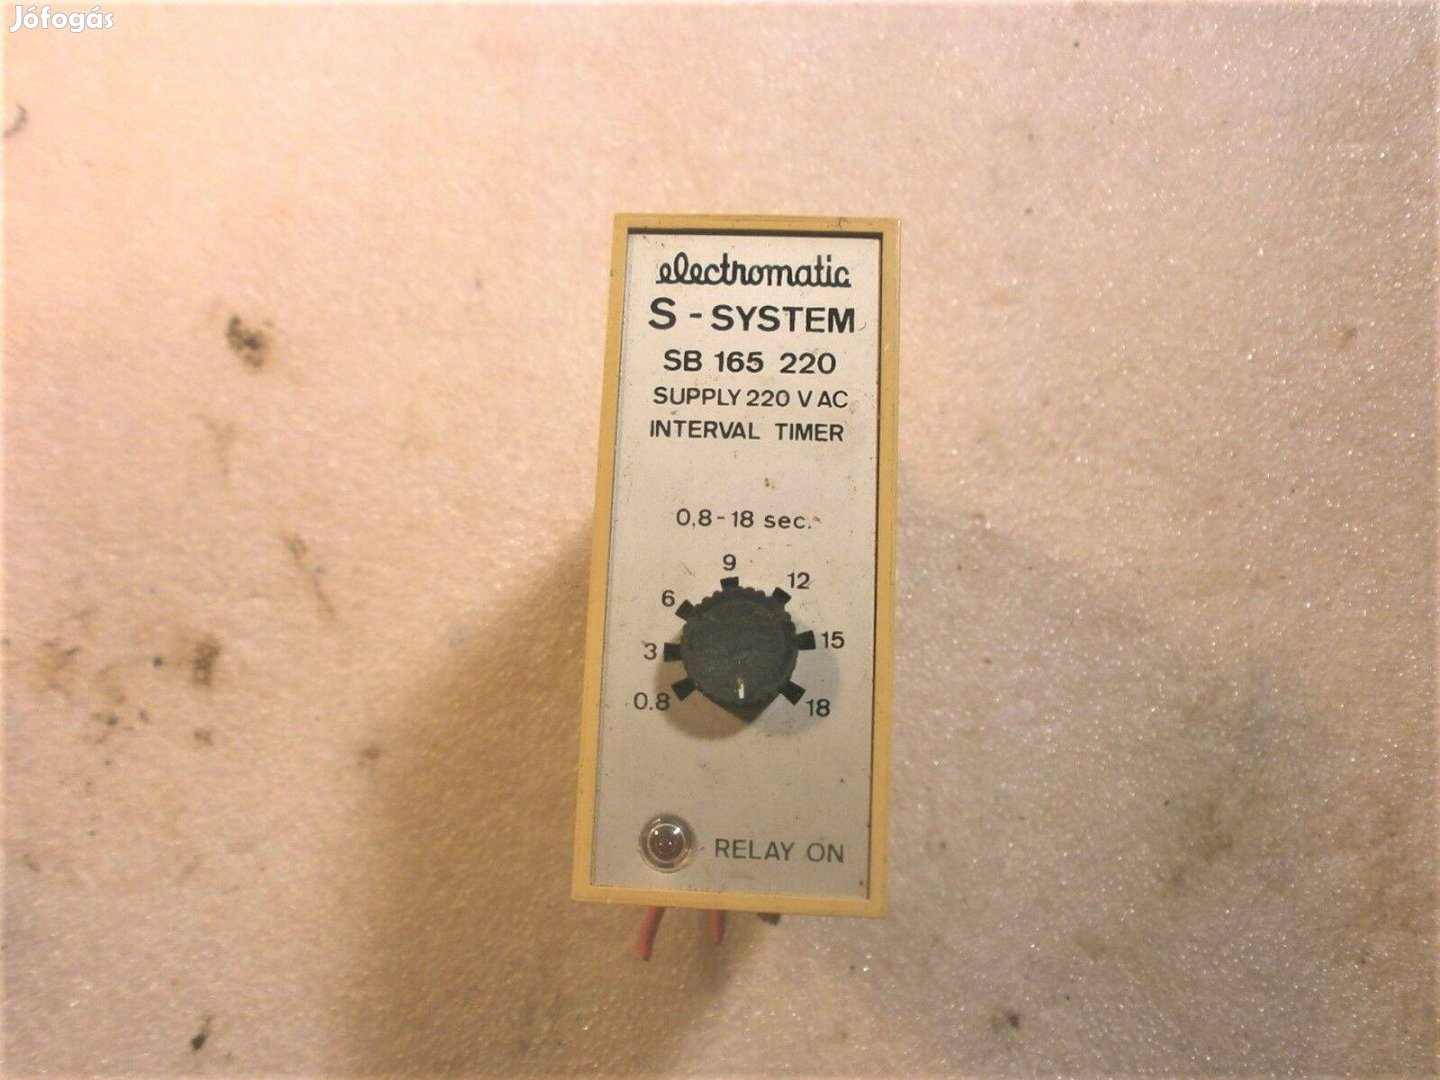 Jófogás
electromatic
S - SYSTEM
SB 165 220
SUPPLY 220 V AC
INTERVAL TIMER
0,8 - 18 sec.
9
12
6
15
3
0.8
18
RELAY ON